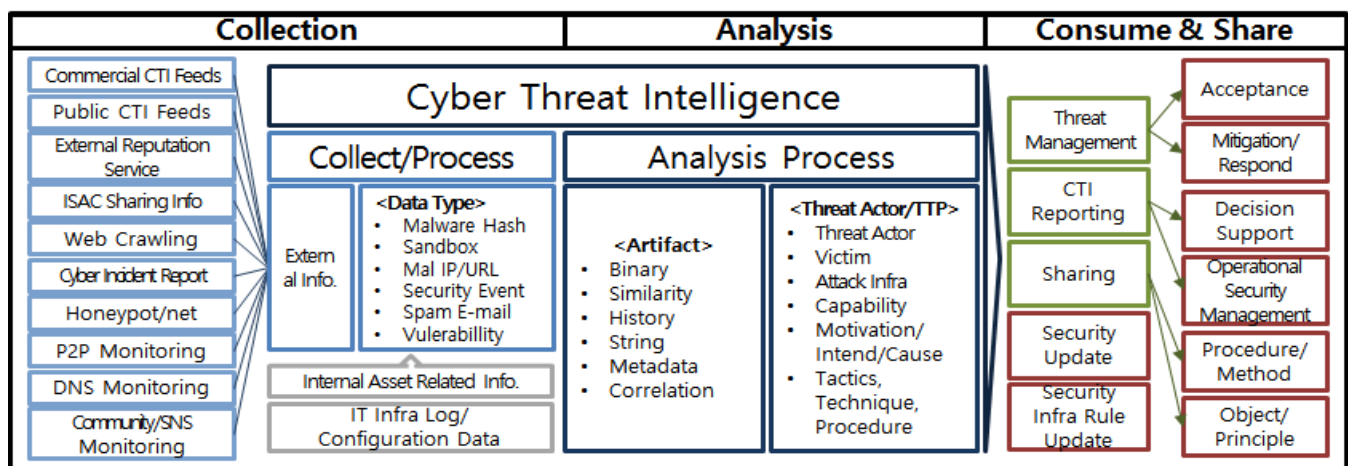 Collection
Analysis
Consume & Share
Commercial CTI Feeds
Public CTI Feeds
External Reputation
Service
ISAC Sharing Info
Web Crawling
Cyber Incident Report
Honeypot/net
P2P Monitoring
DNS Monitoring
Community/SNS
Monitoring
Cyber Threat Intelligence
Collect/Process
Extern
al Info.
<Data Type>
• Malware Hash
• Sandbox
• Mal IP/URL
• Security Event
• Spam E-mail
• Vulerabillity
Internal Asset Related Info.
IT Infra Log/
Configuration Data
Analysis Process
<Artifact>
• Binary
• Similarity
• History
• String
• Metadata
• Correlation
<Threat Actor/TTP>
• Threat Actor
• Victim
• Attack Infra
• Capability
• Motivation/
Intend/Cause
• Tactics,
Technique,
Procedure
Threat
Management
CTI
Reporting
Sharing
Security
Update
Security
Infra Rule
Update
Acceptance
Mitigation/
Respond
Decision
Support
Operational
Security
Management
Procedure/
Method
Object/
Principle